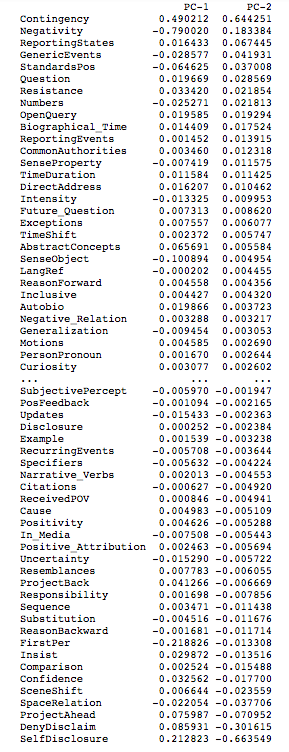 PC-1 PC-2
Contingency 0.490212 0.644251
Negativity -0.790020 0.183384
ReportingStates 0.016433 0.067445
GenericEvents -0.028577 0.041931
StandardsPos -0.064625 0.037008
Question 0.019669 0.028569
Resistance 0.033420 0.021854
Numbers -0.025271 0.021813
OpenQuery 0.019585 0.019294
Biographical_Time 0.014409 0.017524
ReportingEvents 0.001452 0.013915
CommonAuthorities 0.003460 0.012318
SenseProperty -0.007419 0.011575
TimeDuration 0.011584 0.011425
DirectAddress 0.016207 0.010462
Intensity -0.013325 0.009953
Future_Question 0.007313 0.008620
Exceptions 0.007557 0.006077
TimeShift 0.002372 0.005747
AbstractConcepts 0.065691 0.005584
SenseObject -0.100894 0.004954
LangRef -0.000202 0.004455
ReasonForward 0.004558 0.004356
Inclusive 0.004427 0.004320
Autobio 0.019866 0.003723
Negative_Relation 0.003288 0.003217
Generalization -0.009454 0.003053
Motions 0.004585 0.002690
PersonPronoun 0.001670 0.002644
Curiosity 0.003077 0.002602
... ... ...
SubjectivePercept -0.005970 -0.001947
PosFeedback -0.001094 -0.002165
Updates -0.015433 -0.002363
Disclosure 0.000252 -0.002384
Example 0.001539 -0.003238
RecurringEvents -0.005708 -0.003644
Specifiers -0.005632 -0.004224
Narrative_Verbs 0.002013 -0.004553
Citations -0.000627 -0.004920
ReceivedPOV 0.000846 -0.004941
Cause 0.004983 -0.005109
Positivity 0.004626 -0.005288
In_Media -0.007508 -0.005443
Positive_Attribution 0.002463 -0.005694
Uncertainty -0.015290 -0.005722
Resemblances 0.007783 -0.006055
ProjectBack 0.041266 -0.006669
Responsibility 0.001698 -0.007856
Sequence 0.003471 -0.011438
Substitution -0.004516 -0.011676
ReasonBackward -0.001681 -0.011714
FirstPer -0.218826 -0.013308
Insist 0.029872 -0.013516
Comparison 0.002524 -0.015488
Confidence 0.032562 -0.017700
SceneShift 0.006644 -0.023559
SpaceRelation -0.022054 -0.037706
ProjectAhead 0.075987 -0.070952
DenyDisclaim 0.085931 -0.301615
SelfDisclosure 0.212823 -0.663549